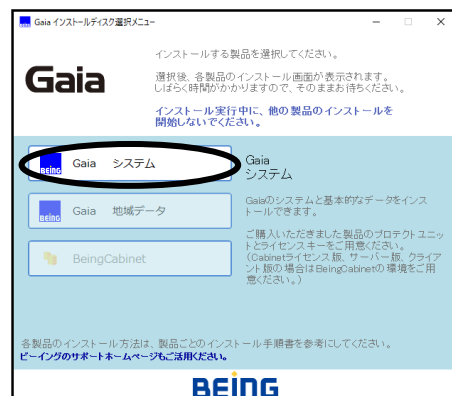 Gaia インストールディスク選択メニュー
インストールする製品を選択してください。
Gaia
選択後、各製品のインストール画面が表示されます。
しばらく時間がかかりますので、そのままお待ちください。
インストール実行中に、他の製品のインストールを
開始しないでください。
BEING
Gaia システム
Gaia
システム
BEING
Gaia 地域データ
Gaiaのシステムと基本的なデータをインス
トールできます。
ご購入いただきました製品のプロテクトユニッ
トとライセンスキーをご用意ください。
(Cabinetライセンス版、サーバー版、クライア
ント版の場合はBeingCabinetの環境をご用
意ください。)
BeingCabinet
各製品のインストール方法は、製品ごとのインストール手順書を参考にしてください。
ビーイングのサポートホームページもご活用ください。
BEING